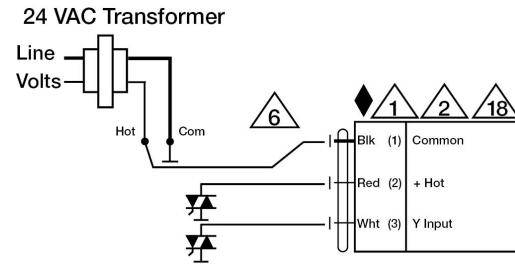 24 VAC Transformer
Line
Volts
Hot
Com
6
1
2
18
Blk (1) Common
Red (2) + Hot
Wht (3) Y Input